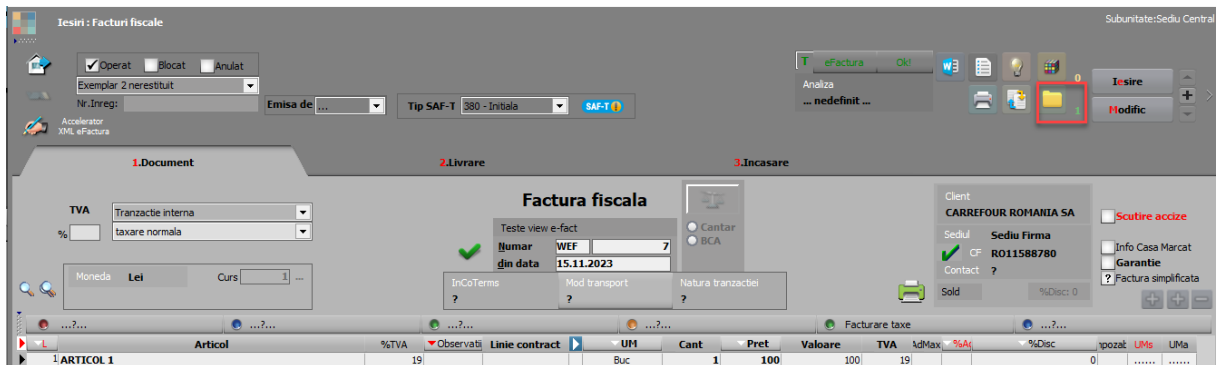 Iesiri : Facturi fiscale
Subunitate:Sediu Central
Operat Blocat Anulat
Exemplar 2 nerestituit
Nr.Inreg:
Emisa de ...
Tip SAF-T 380 - Initiala
SAF-T
Accelerator
XML eFactura
T eFactura Ok!
Analiza
... nedefinit ...
0
1
Iesire
Modific
1.Document
2.Livrare
3.Incasare
TVA Tranzactie interna
% taxare normala
Moneda Lei Curs 1 ...
Factura fiscala
Teste view e-fact
Numar WEF 7
din data 15.11.2023
Cantar
BCA
InCoTerms
?
Mod transport
?
Natura tranzactiei
?
Client
CARREFOUR ROMANIA SA
Sediul Sediu Firma
CF RO11588780
Contact ?
Sold %Disc: 0
Scutire accize
Info Casa Marcat
Garantie
? Factura simplificata
...?... ...?... ...?... ...?... Facturare taxe ...?...
L Articol %TVA Observatii Linie contract UM Cant Pret Valoare TVA AdMax %Disc UMs UMa
1 ARTICOL 1 19 Buc 1 100 100 19 0 ...... ......